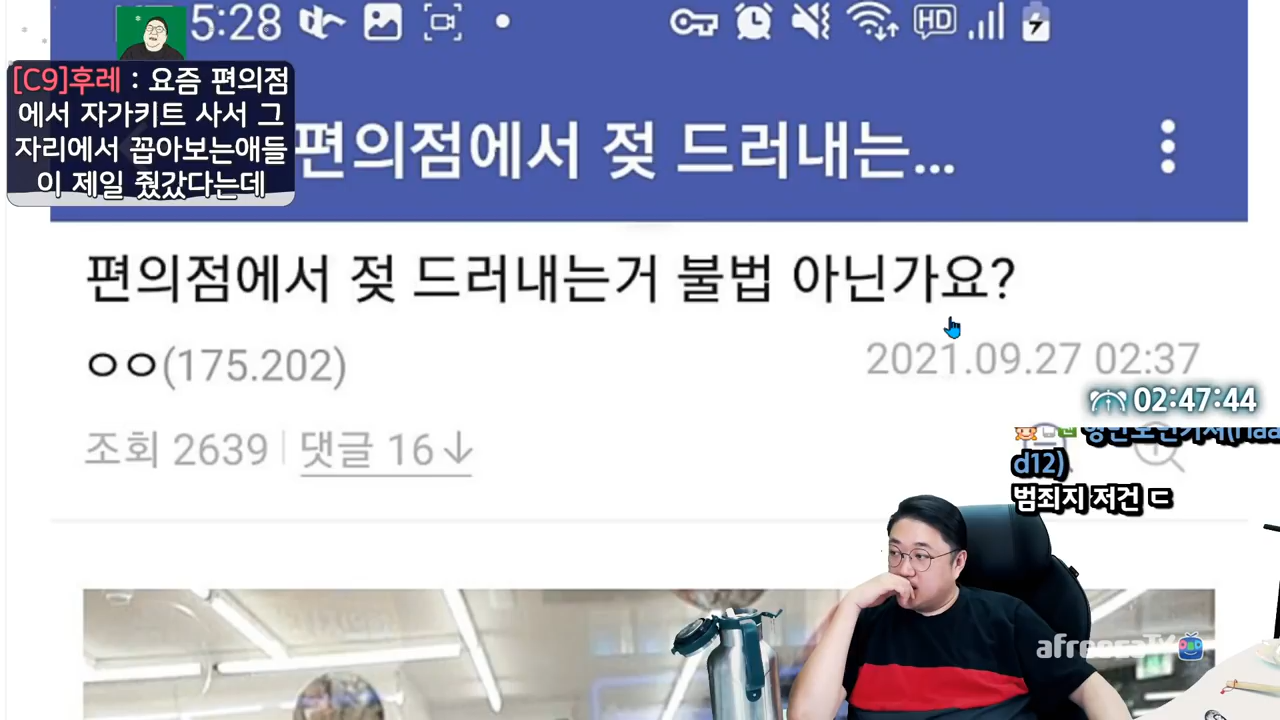 5:28
HD
[C9]후레 : 요즘 편의점
에서 자가키트 사서 그
자리에서 꼽아보는애들
이 제일 줬갔다는데
편의점에서 젖 드러내는...
편의점에서 젖 드러내는거 불법 아닌가요?
ㅇㅇ(175.202)
2021.09.27 02:37
02:47:44
조회 2639
댓글 16↓
d12)
범죄지 저건 ㄷ
afreecaTV